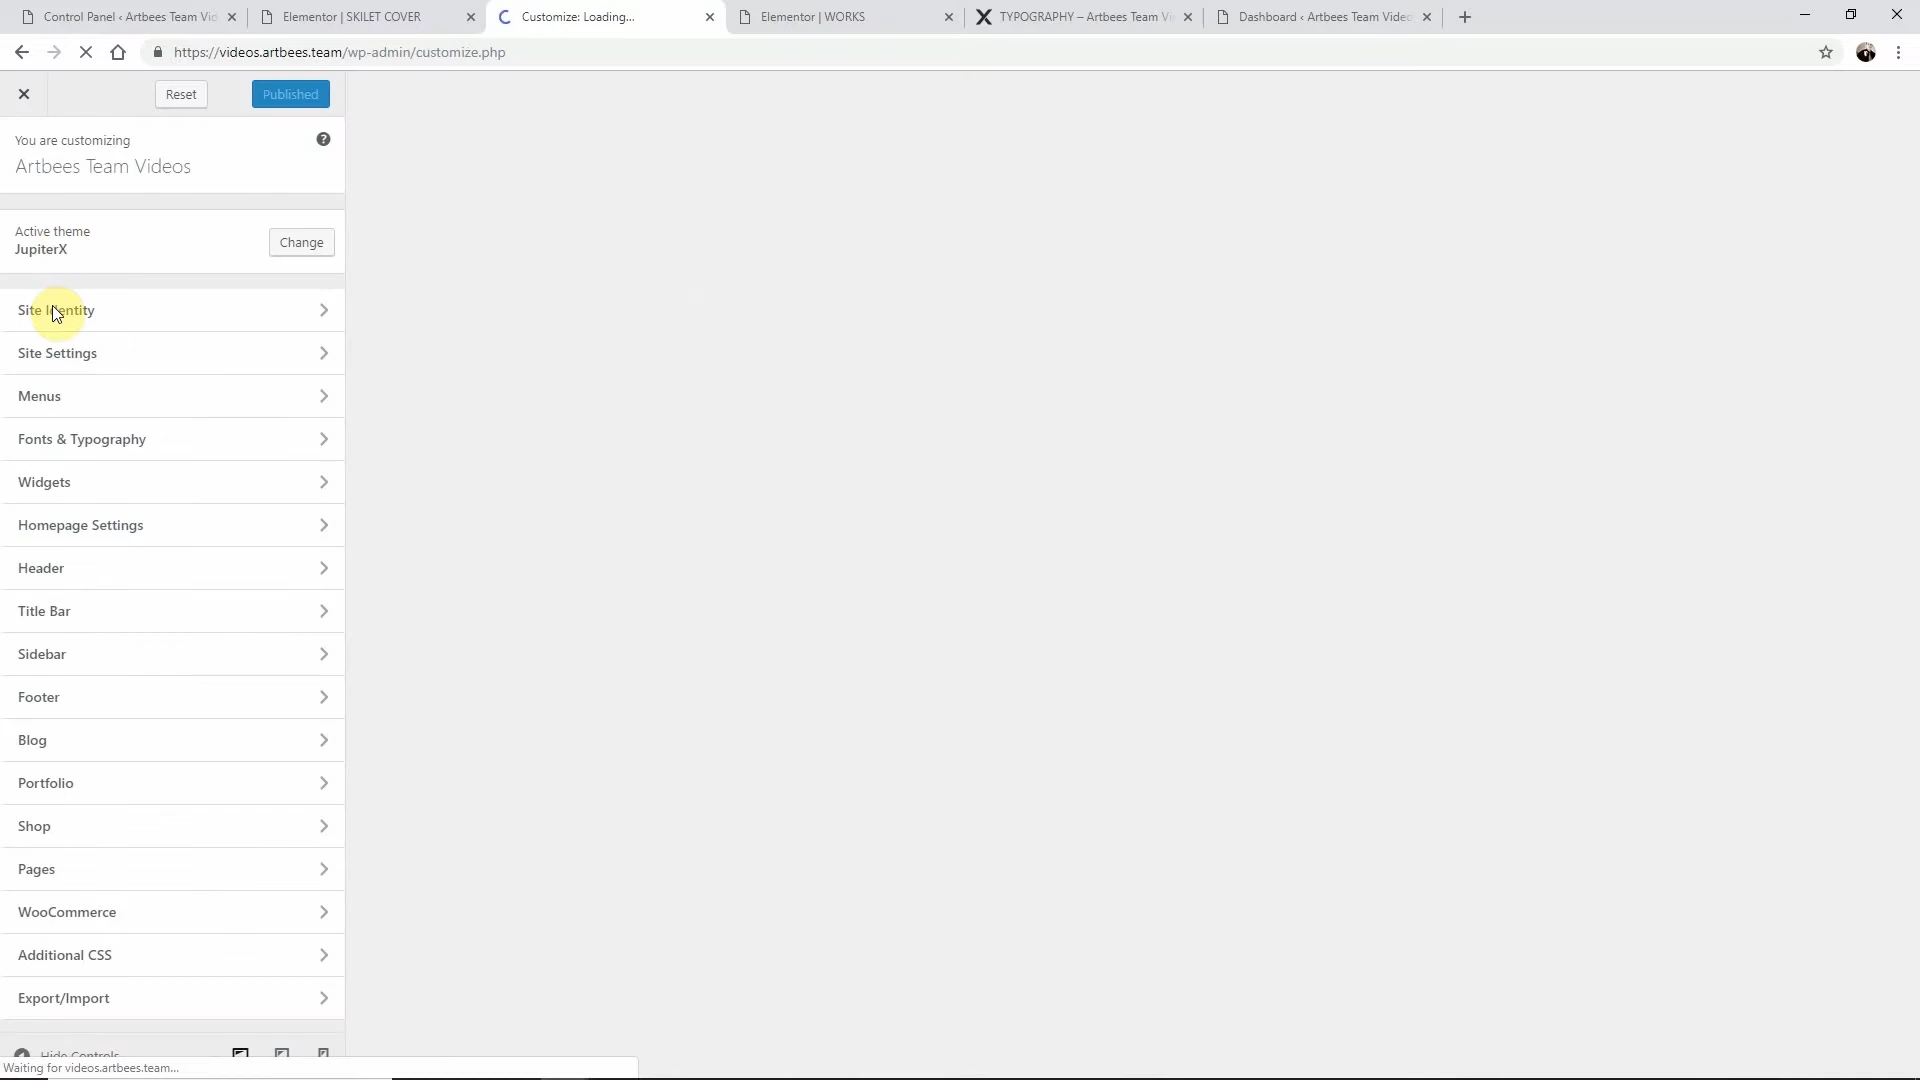 Control Panel ‹ Artbees Team Vid
Elementor | SKILET COVER
Customize: Loading...
Elementor | WORKS
TYPOGRAPHY – Artbees Team Vi
Dashboard ‹ Artbees Team Video
https://videos.artbees.team/wp-admin/customize.php
Reset
Published
You are customizing
Artbees Team Videos
Active theme
JupiterX
Change
Site Identity
Site Settings
Menus
Fonts & Typography
Widgets
Homepage Settings
Header
Title Bar
Sidebar
Footer
Blog
Portfolio
Shop
Pages
WooCommerce
Additional CSS
Export/Import
Hide Controls
Waiting for videos.artbees.team...